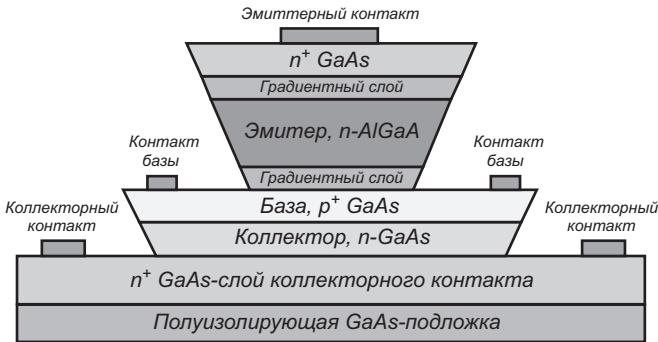 Эмиттерный контакт
n⁺ GaAs
Градиентный слой
Эмитер, n-AlGaA
Контакт
базы
Контакт
базы
Градиентный слой
База, p⁺ GaAs
Коллекторный
контакт
Коллекторный
контакт
Коллектор, n-GaAs
n⁺ GaAs-слой коллекторного контакта
Полуизолирующая GaAs-подложка